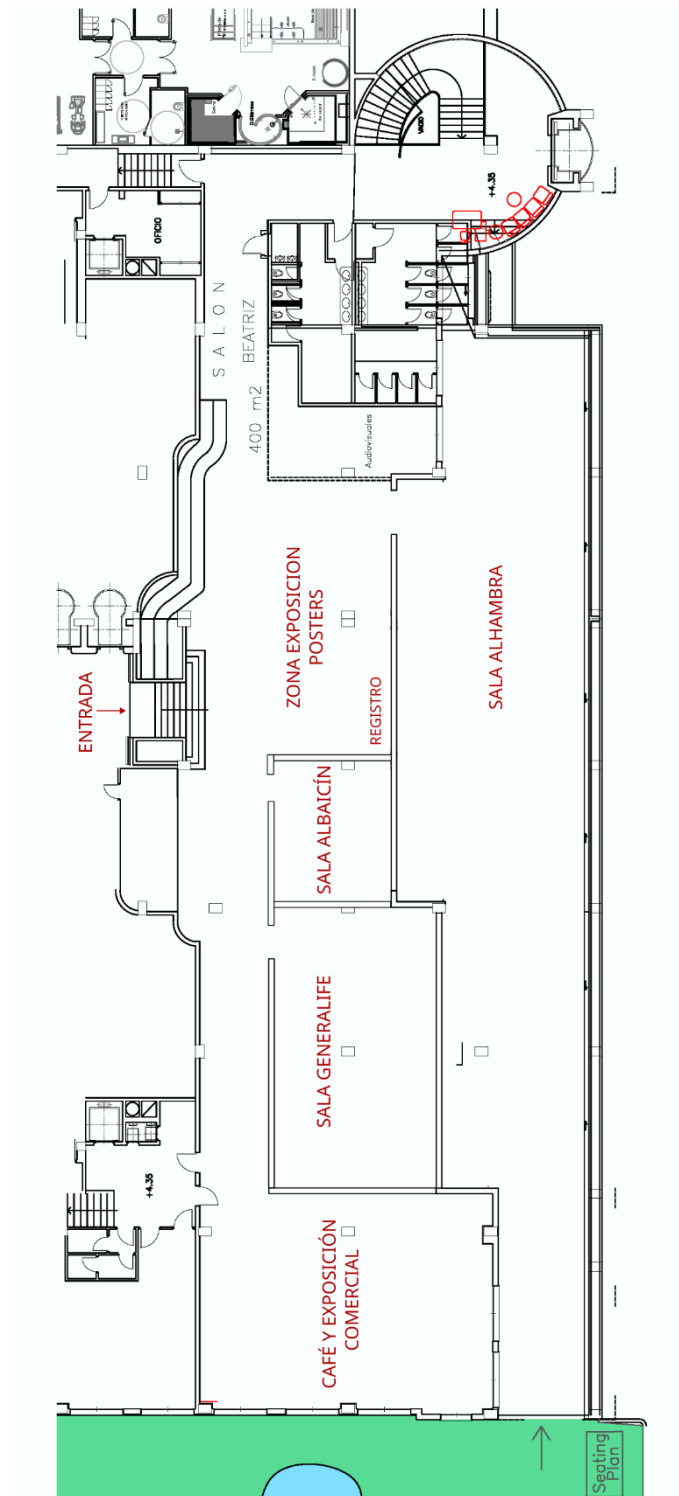 VACIO
+4.35
OFICIO
SALON
BEATRIZ
400 m2
Audiovisuales
ZONA EXPOSICION
POSTERS
REGISTRO
SALA ALHAMBRA
ENTRADA
SALA ALBAICÍN
SALA GENERALIFE
+4.35
CAFÉ Y EXPOSICIÓN
COMERCIAL
Seating
Plan